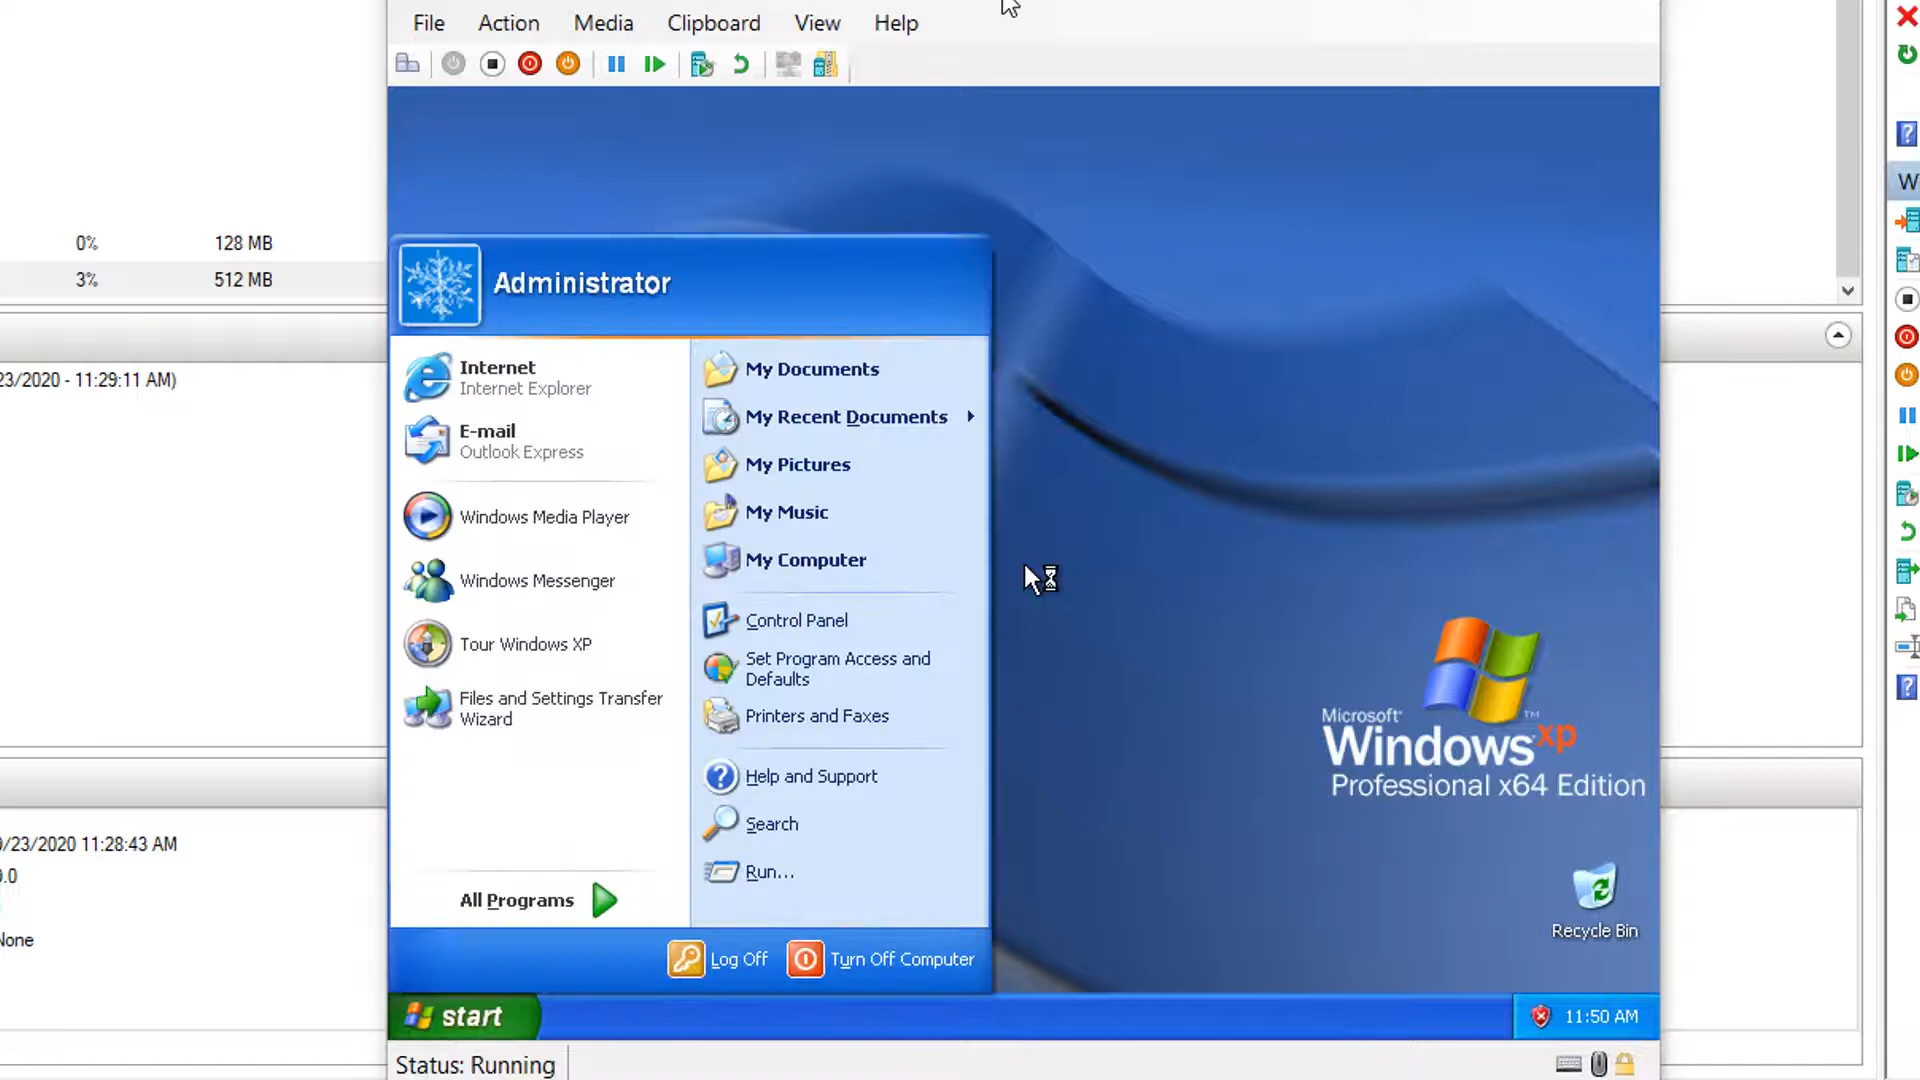 File Action Media Clipboard View Help
0% 128 MB
3% 512 MB
23/2020 - 11:29:11 AM)
/23/2020 11:28:43 AM
.0
None
W
Administrator
Internet
Internet Explorer
E-mail
Outlook Express
Windows Media Player
Windows Messenger
Tour Windows XP
Files and Settings Transfer
Wizard
All Programs
My Documents
My Recent Documents
My Pictures
My Music
My Computer
Control Panel
Set Program Access and
Defaults
Printers and Faxes
Help and Support
Search
Run...
Log Off Turn Off Computer
Microsoft®
Windows xp™
Professional x64 Edition
Recycle Bin
start 11:50 AM
Status: Running